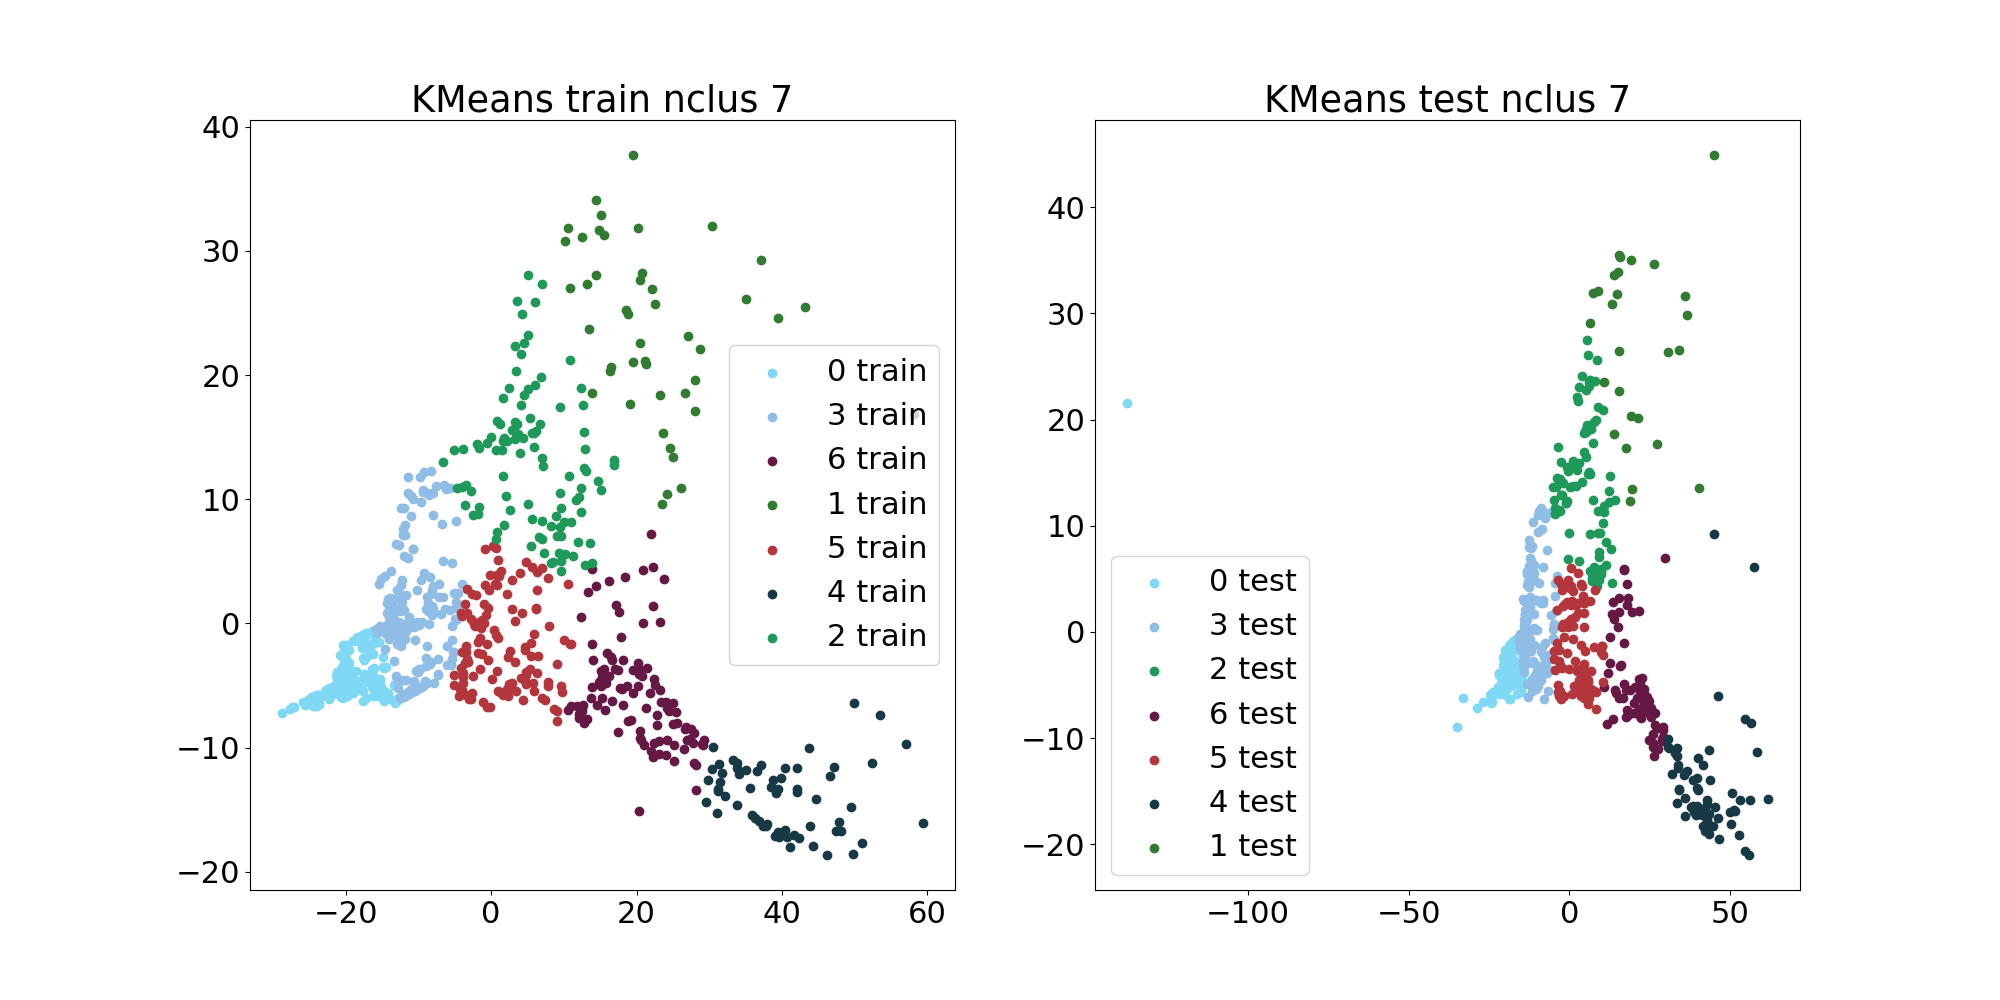 KMeans train nclus 7
40
30
20
10
0
−10
−20
−20 0 20 40 60
0 train
3 train
6 train
1 train
5 train
4 train
2 train
KMeans test nclus 7
40
30
20
10
0
−10
−20
−100 −50 0 50
0 test
3 test
2 test
6 test
5 test
4 test
1 test